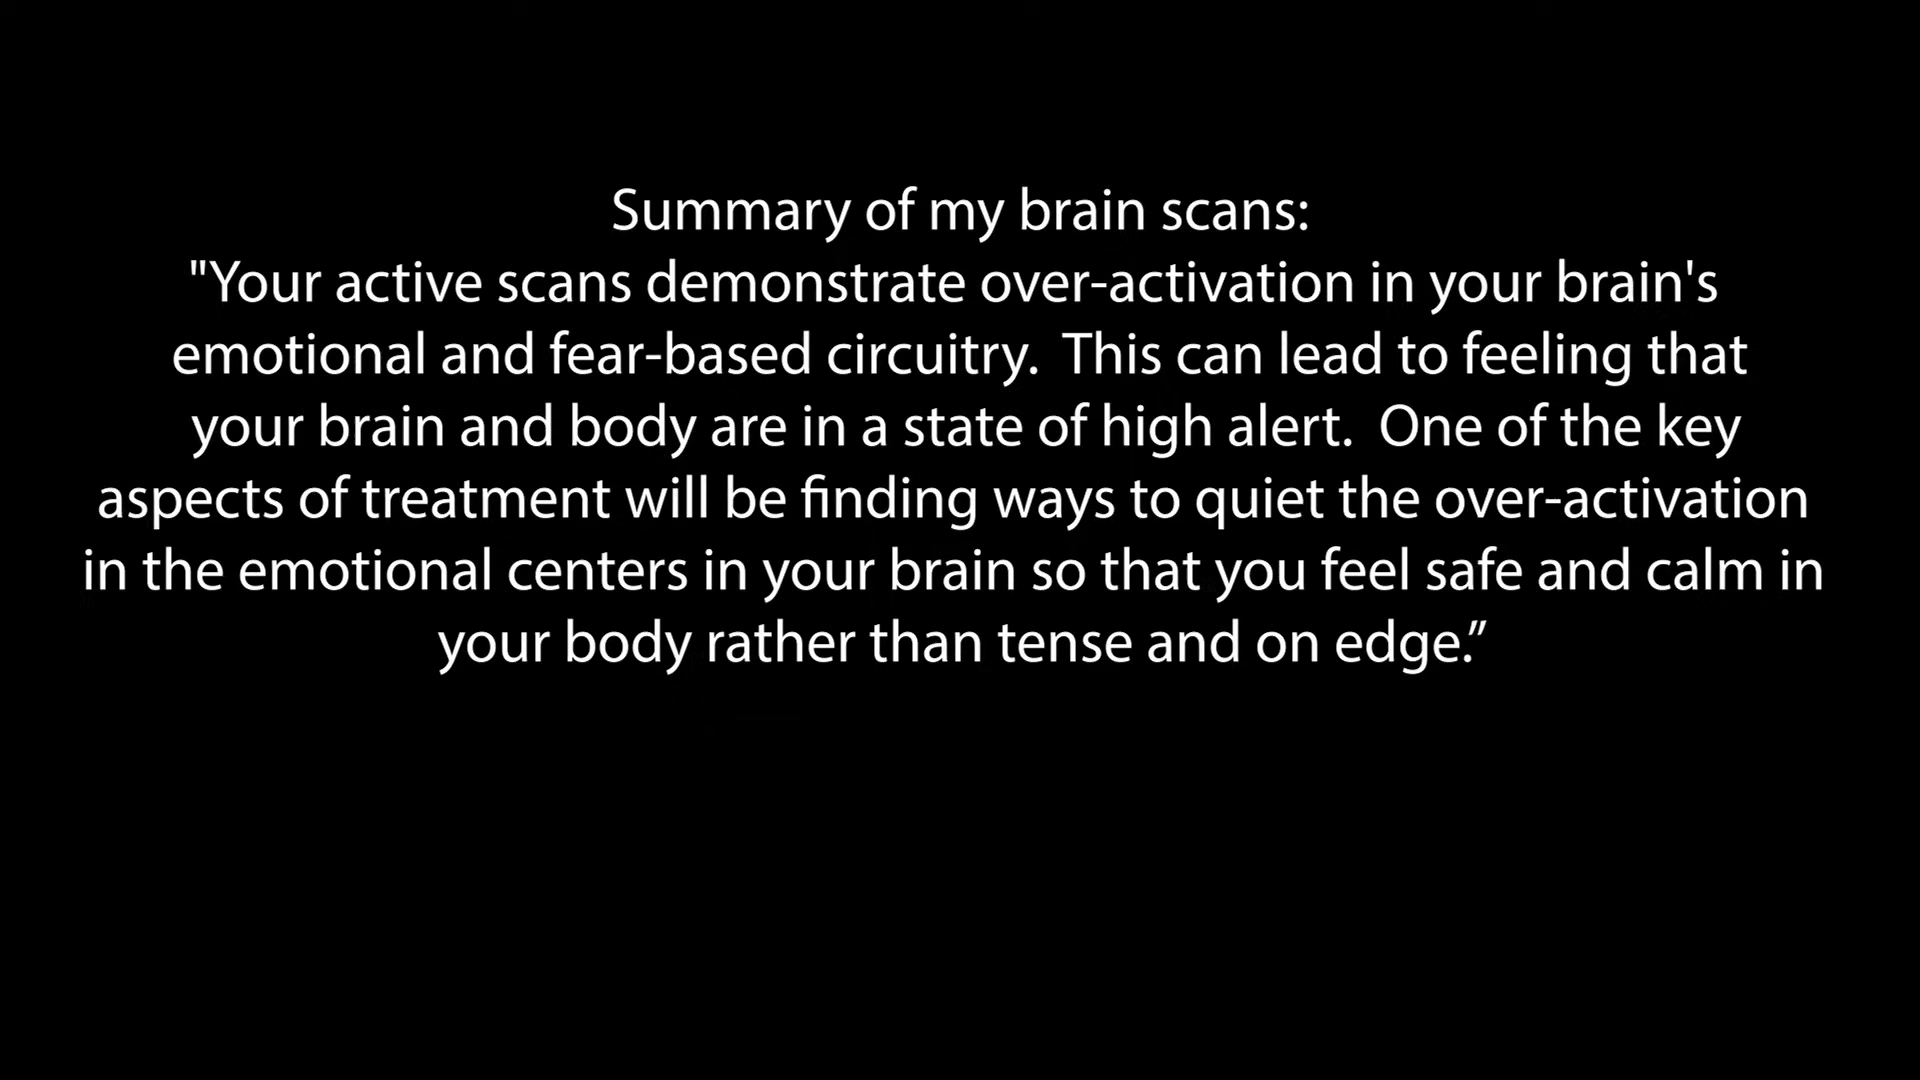 Summary of my brain scans:
"Your active scans demonstrate over-activation in your brain's
emotional and fear-based circuitry.  This can lead to feeling that
your brain and body are in a state of high alert.  One of the key
aspects of treatment will be finding ways to quiet the over-activation
in the emotional centers in your brain so that you feel safe and calm in
your body rather than tense and on edge.”